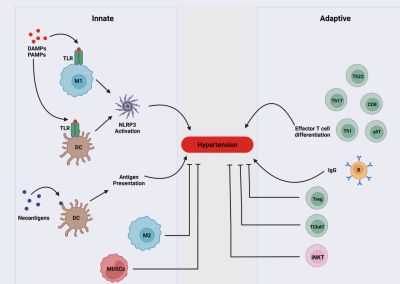 Innate
Adaptive
DAMPs
PAMPs
TLR
M1
TLR
DC
NLRP3
Activation
Neoantigens
DC
Antigen
Presentation
M2
MDSCs
Hypertension
Th22
Th17
CD8
Th1
γδT
Effector T cell
differentiation
IgG
B
Treg
TChAT
iNKT